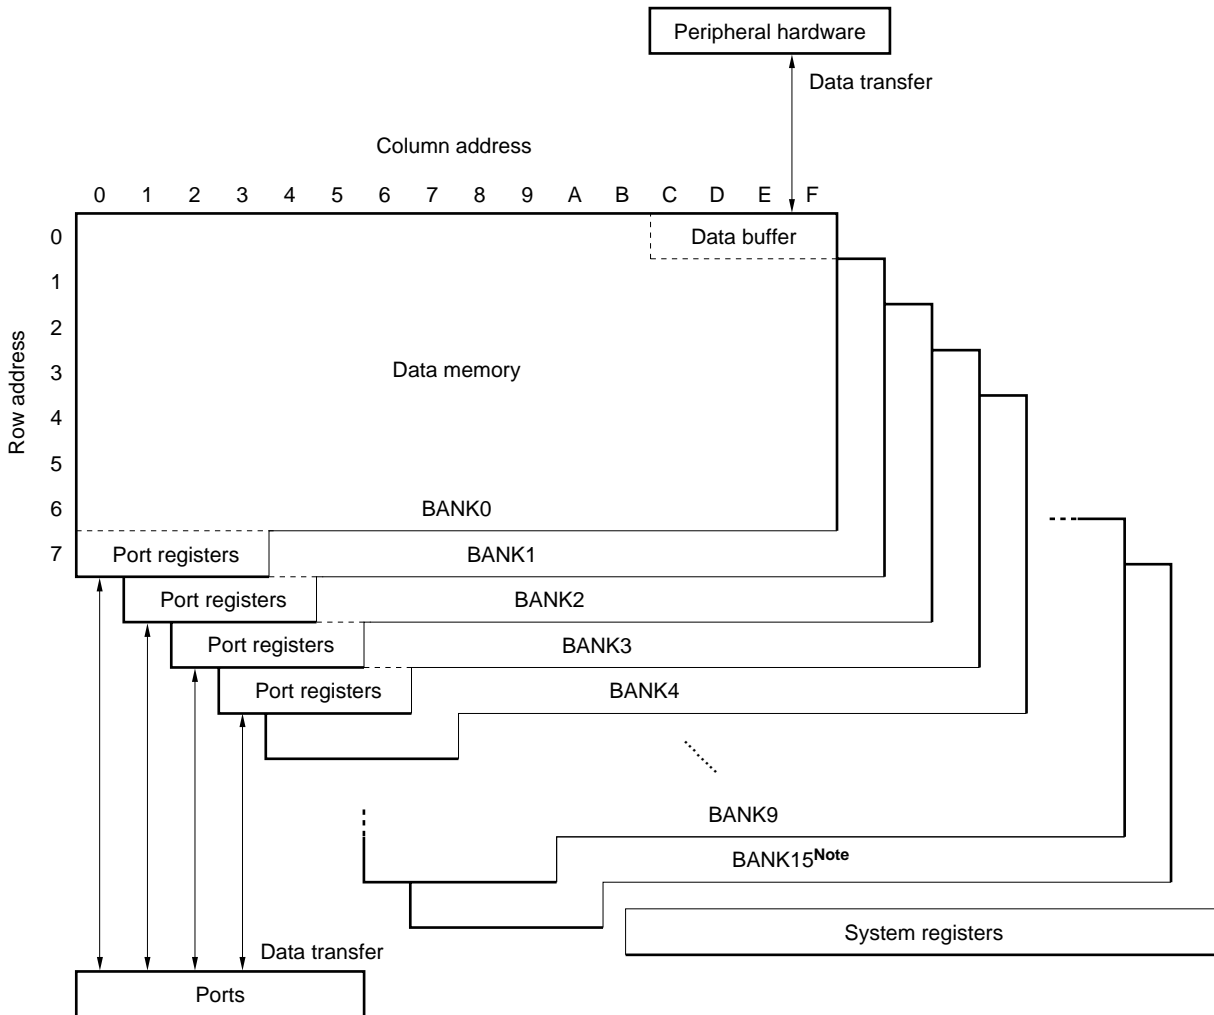 Peripheral hardware
Data transfer
Column address
0 1 2 3 4 5 6 7 8 9 A B C D E F
Row address
0 Data buffer
1
2
3 Data memory
4
5
6 BANK0
7 Port registers BANK1
Port registers BANK2
Port registers BANK3
Port registers BANK4
BANK9
BANK15Note
System registers
Data transfer
Ports